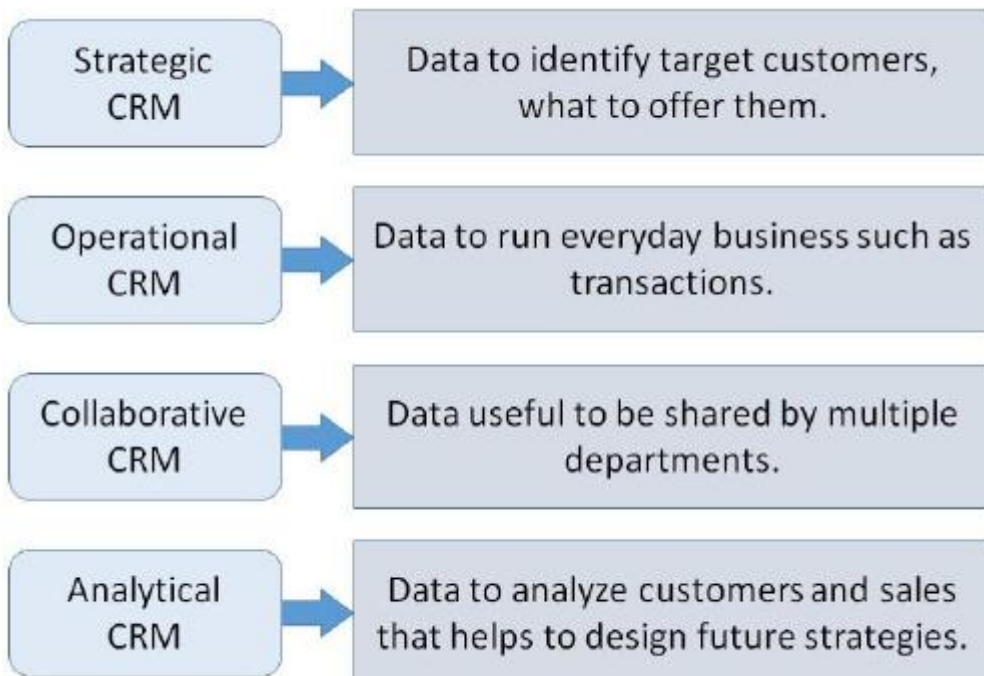 Strategic
CRM
Data to identify target customers,
what to offer them.
Operational
CRM
Data to run everyday business such as
transactions.
Collaborative
CRM
Data useful to be shared by multiple
departments.
Analytical
CRM
Data to analyze customers and sales
that helps to design future strategies.